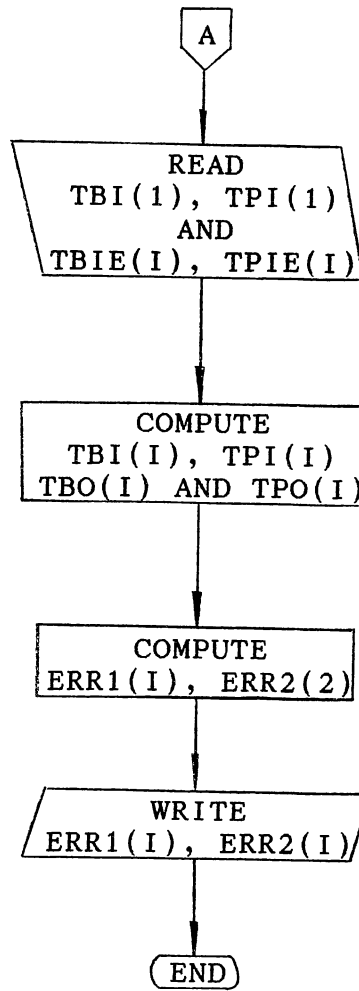 A
READ
TBI(1), TPI(1)
AND
TBIE(I), TPIE(I)
COMPUTE
TBI(I), TPI(I)
TBO(I) AND TPO(I)
COMPUTE
ERR1(I), ERR2(2)
WRITE
ERR1(I), ERR2(I)
END